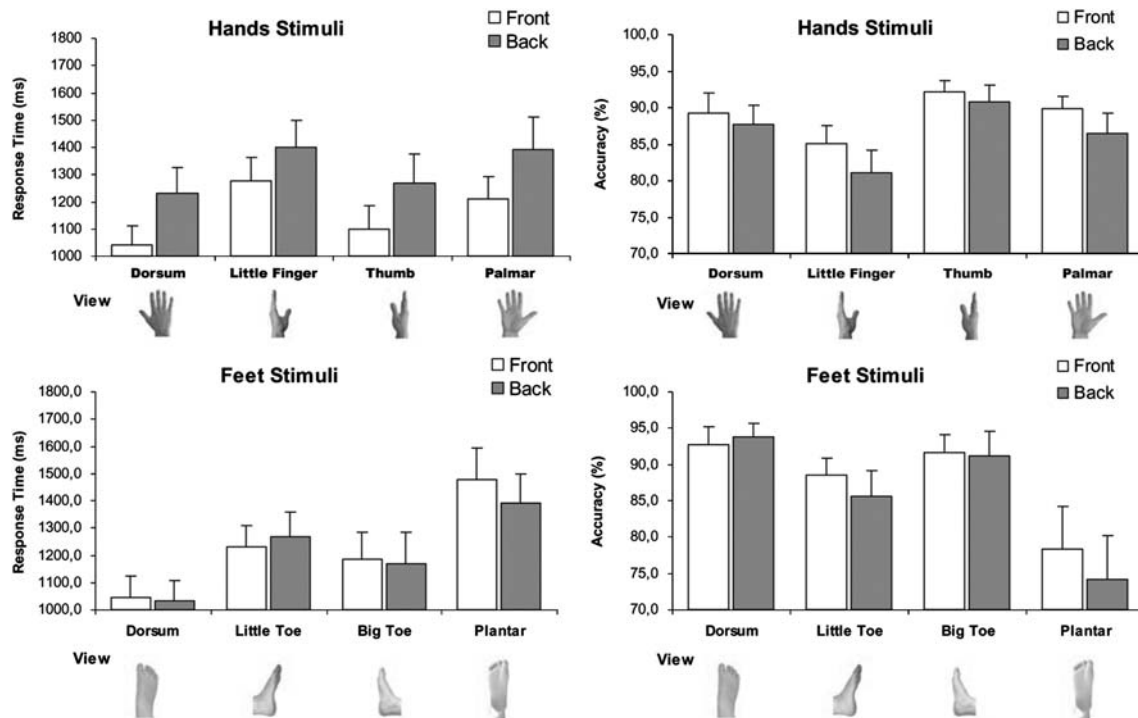 Hands Stimuli
Front
Back
Response Time (ms)
1800
1700
1600
1500
1400
1300
1200
1100
1000
Dorsum Little Finger Thumb Palmar
View
Hands Stimuli
Front
Back
Accuracy (%)
100,0
95,0
90,0
85,0
80,0
75,0
70,0
Dorsum Little Finger Thumb Palmar
View
Feet Stimuli
Front
Back
Response Time (ms)
1800,0
1700,0
1600,0
1500,0
1400,0
1300,0
1200,0
1100,0
1000,0
Dorsum Little Toe Big Toe Plantar
View
Feet Stimuli
Front
Back
Accuracy (%)
100,0
95,0
90,0
85,0
80,0
75,0
70,0
Dorsum Little Toe Big Toe Plantar
View